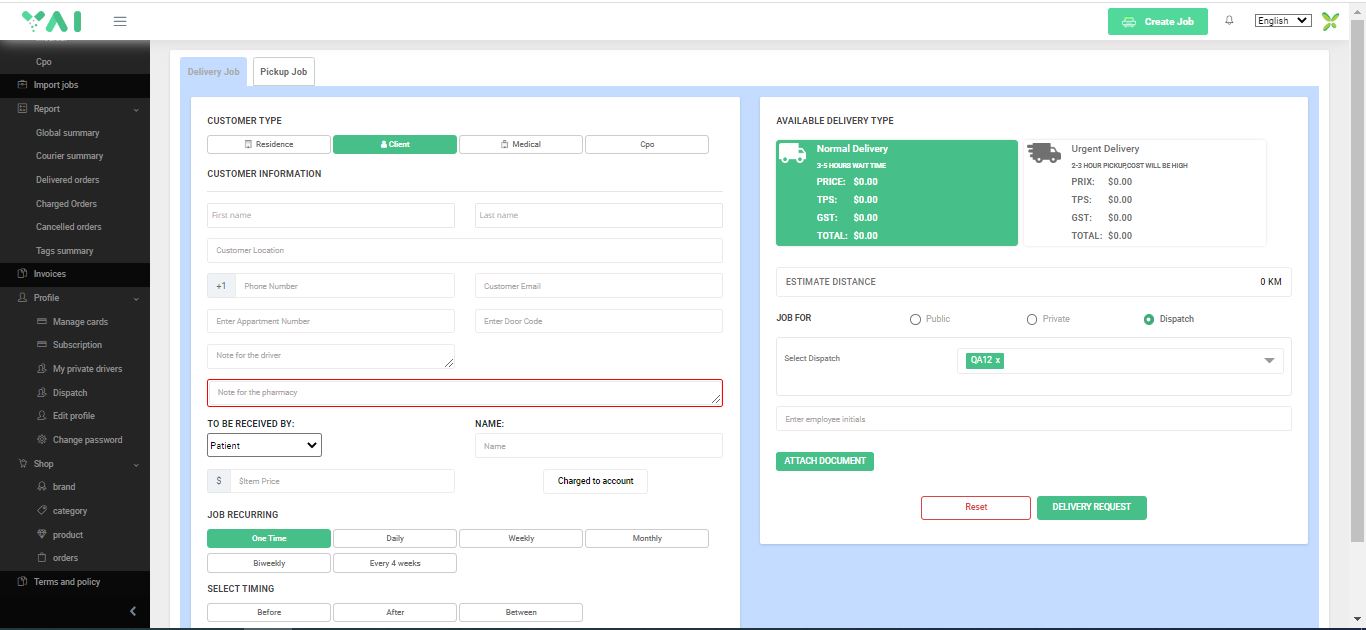 YAI
Create Job
English
Cpo
Import jobs
Report
Global summary
Courier summary
Delivered orders
Charged Orders
Cancelled orders
Tags summary
Invoices
Profile
Manage cards
Subscription
My private drivers
Dispatch
Edit profile
Change password
Shop
brand
category
product
orders
Terms and policy
Delivery Job
Pickup Job
CUSTOMER TYPE
Residence
Client
Medical
Cpo
CUSTOMER INFORMATION
First name
Last name
Customer Location
+1
Phone Number
Customer Email
Enter Appartment Number
Enter Door Code
Note for the driver
Note for the pharmacy
TO BE RECEIVED BY:
NAME:
Patient
Name
$
$Item Price
Charged to account
JOB RECURRING
One Time
Daily
Weekly
Monthly
Biweekly
Every 4 weeks
SELECT TIMING
Before
After
Between
AVAILABLE DELIVERY TYPE
Normal Delivery
3-5 HOURS WAIT TIME
PRICE: $0.00
TPS: $0.00
GST: $0.00
TOTAL: $0.00
Urgent Delivery
2-3 HOUR PICKUP,COST WILL BE HIGH
PRIX: $0.00
TPS: $0.00
GST: $0.00
TOTAL: $0.00
ESTIMATE DISTANCE
0 KM
JOB FOR
Public
Private
Dispatch
Select Dispatch
QA12 x
Enter employee initials
ATTACH DOCUMENT
Reset
DELIVERY REQUEST